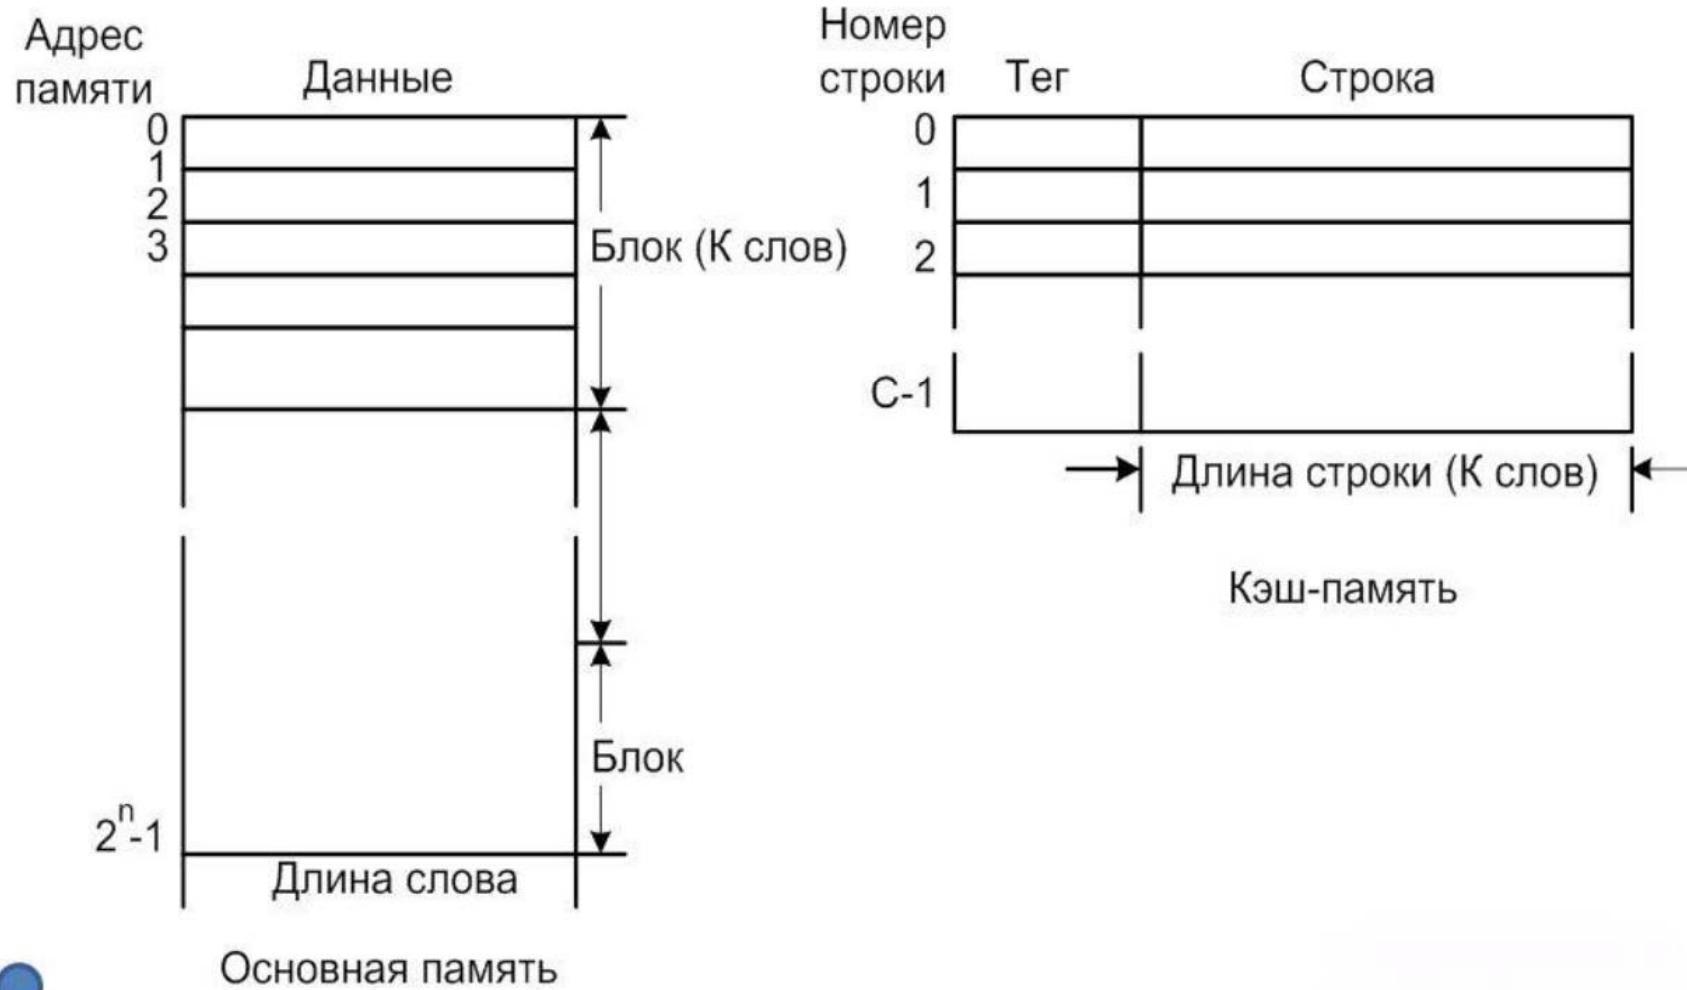 Адрес
памяти
Данные
0
1
2
3
Блок (К слов)
Блок
2ⁿ-1
Длина слова
Основная память
Номер
строки
Тег
Строка
0
1
2
С-1
Длина строки (К слов)
Кэш-память